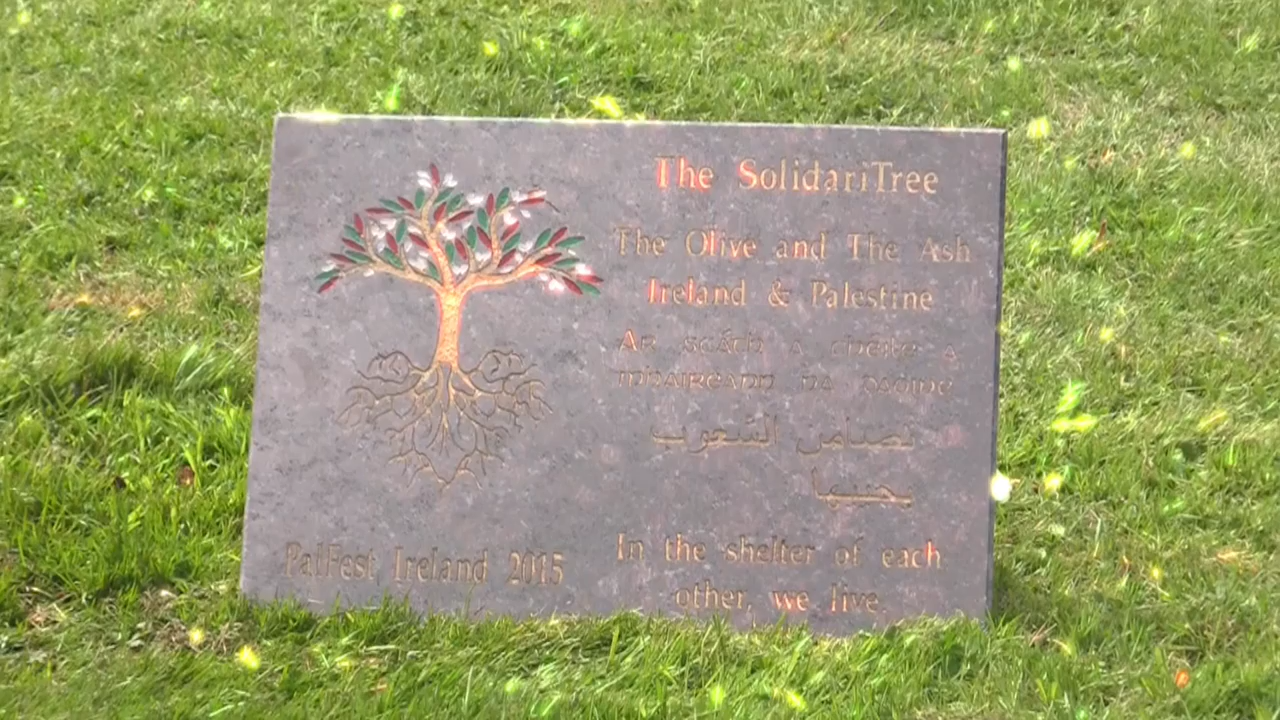 The SolidariTree
The Olive and The Ash
Ireland & Palestine
Ar scáth a chéile a
mhaireann na daoine
تضامن الشعوب
يحييها
PalFest Ireland 2015
In the shelter of each
other, we live.